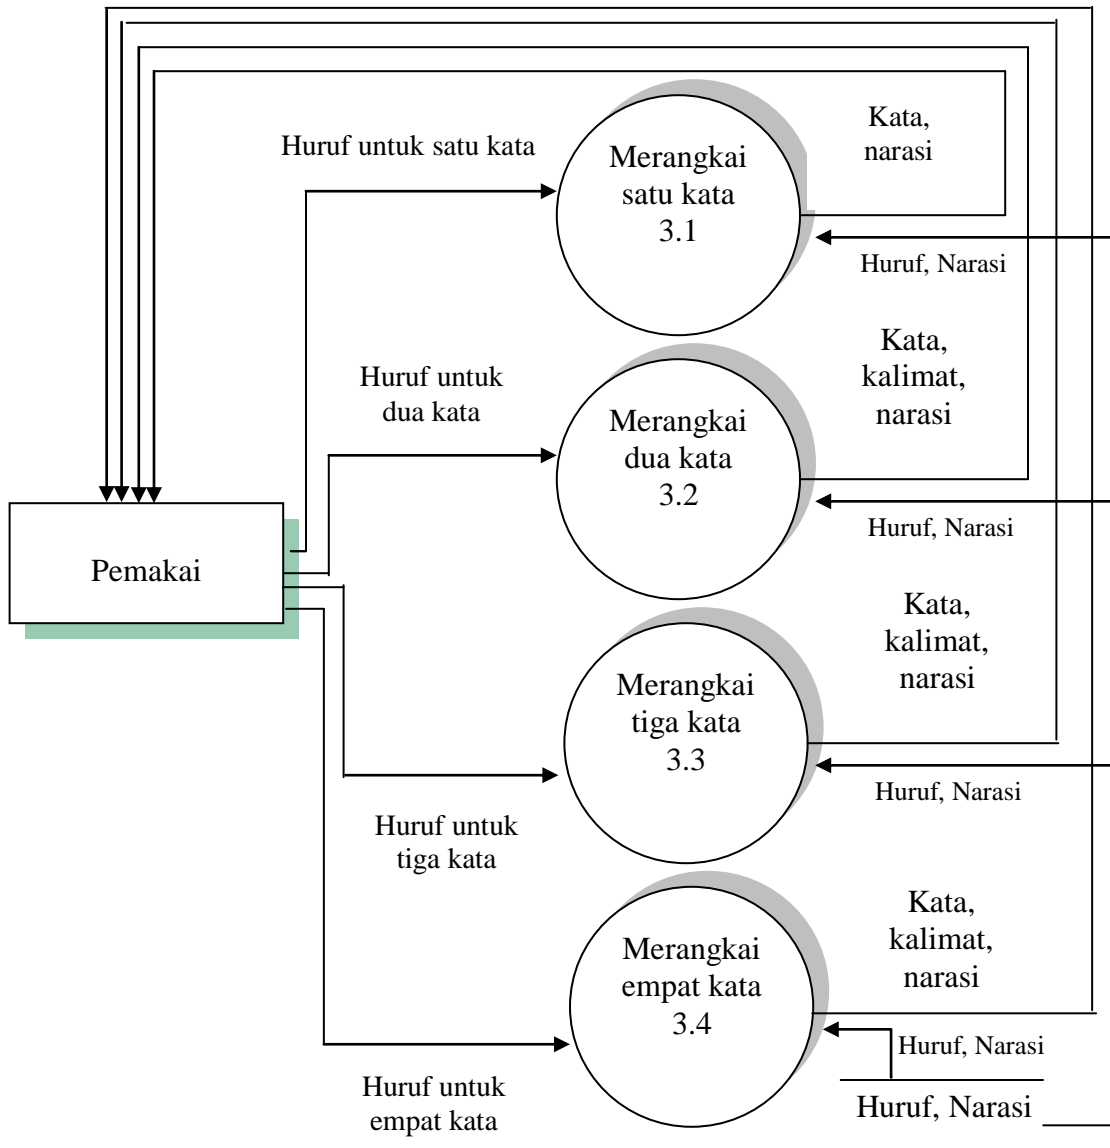 Huruf untuk satu kata
Merangkai
satu kata
3.1
Kata,
narasi
Huruf, Narasi
Huruf untuk
dua kata
Merangkai
dua kata
3.2
Kata,
kalimat,
narasi
Huruf, Narasi
Pemakai
Merangkai
tiga kata
3.3
Kata,
kalimat,
narasi
Huruf, Narasi
Huruf untuk
tiga kata
Merangkai
empat kata
3.4
Kata,
kalimat,
narasi
Huruf, Narasi
Huruf untuk
empat kata
Huruf, Narasi